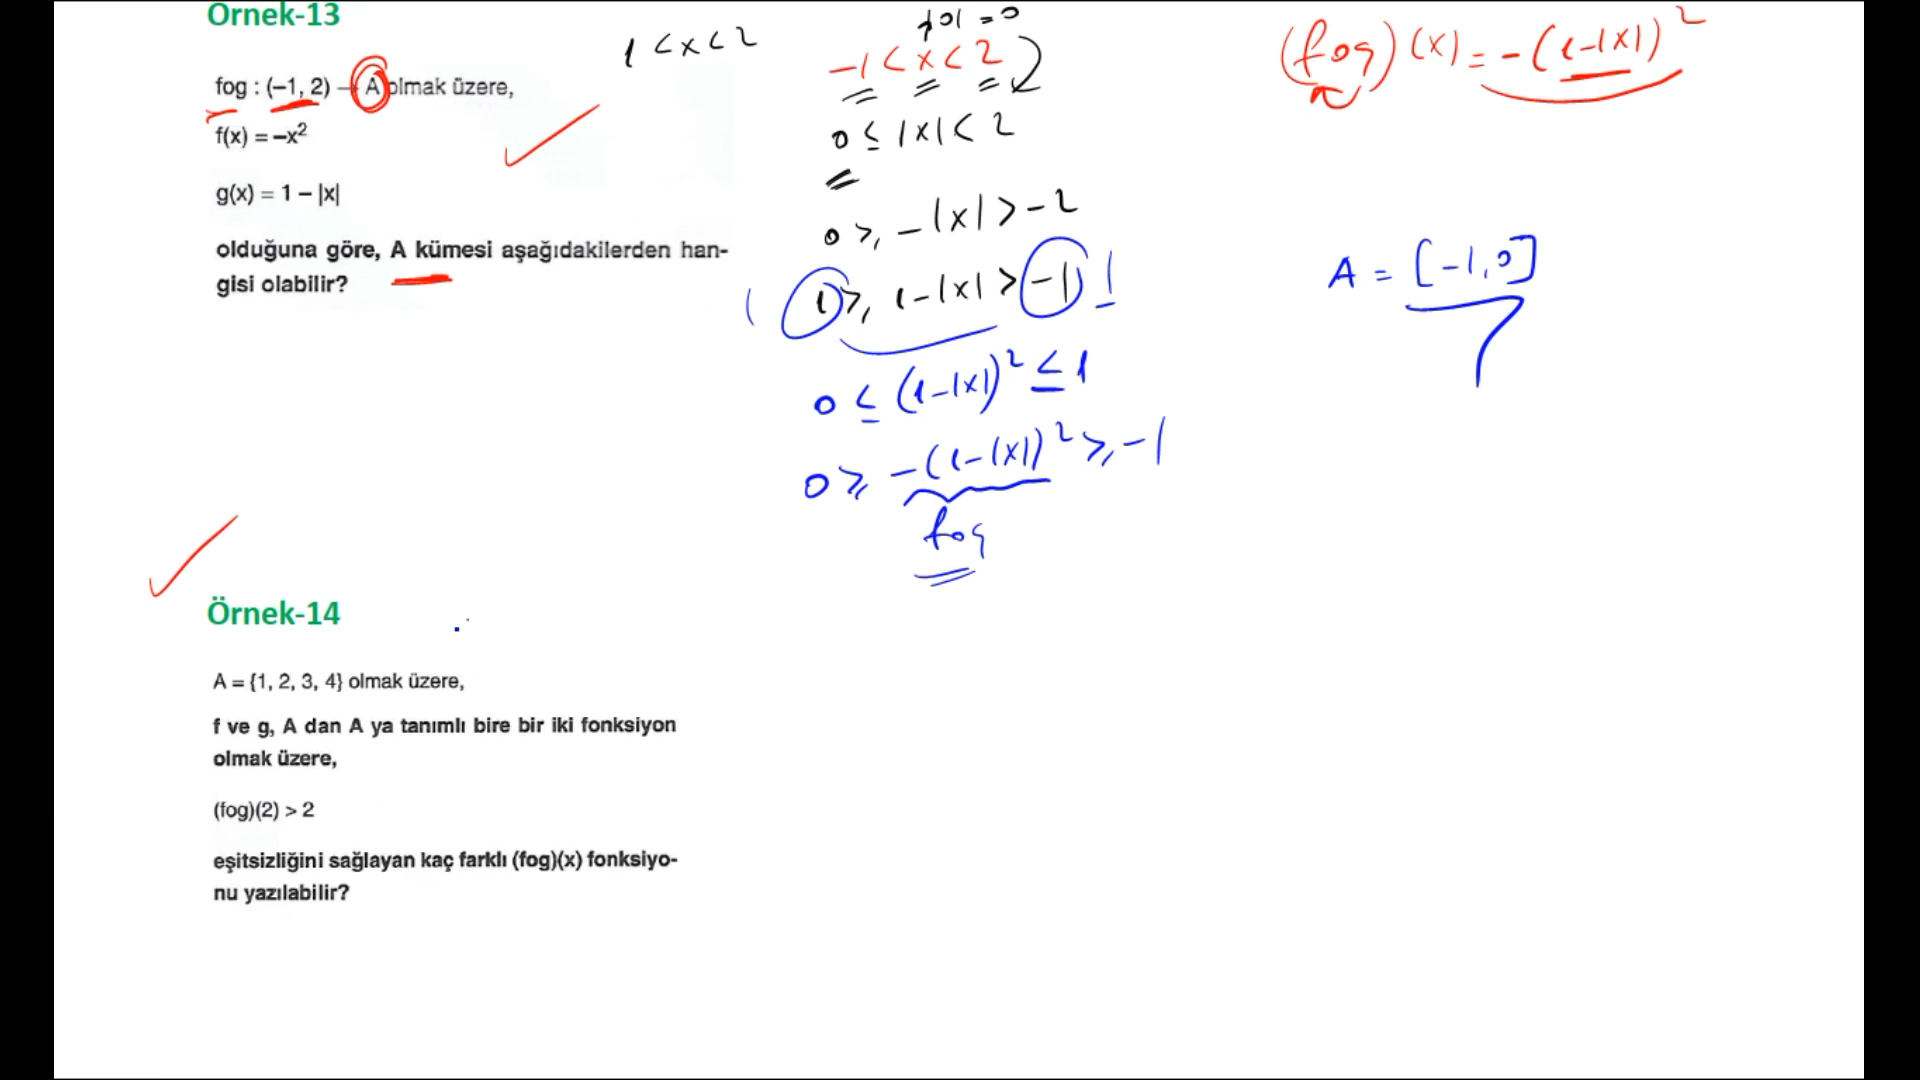 Örnek-13
fog : (−1, 2) → A olmak üzere,
f(x) = −x²
g(x) = 1 − |x|
olduğuna göre, A kümesi aşağıdakilerden han-
gisi olabilir?
1 < x < 2
|0| = 0
−1 < x < 2
0 ≤ |x| < 2
0 ≥ −|x| > −2
1 ≥ 1−|x| > −1
0 ≤ (1−|x|)² ≤ 1
0 ≥ −(1−|x|)² ≥ −1
fog
(fog)(x) = −(1−|x|)²
A = [−1, 0]
Örnek-14
A = {1, 2, 3, 4} olmak üzere,
f ve g, A dan A ya tanımlı bire bir iki fonksiyon
olmak üzere,
(fog)(2) > 2
eşitsizliğini sağlayan kaç farklı (fog)(x) fonksiyo-
nu yazılabilir?